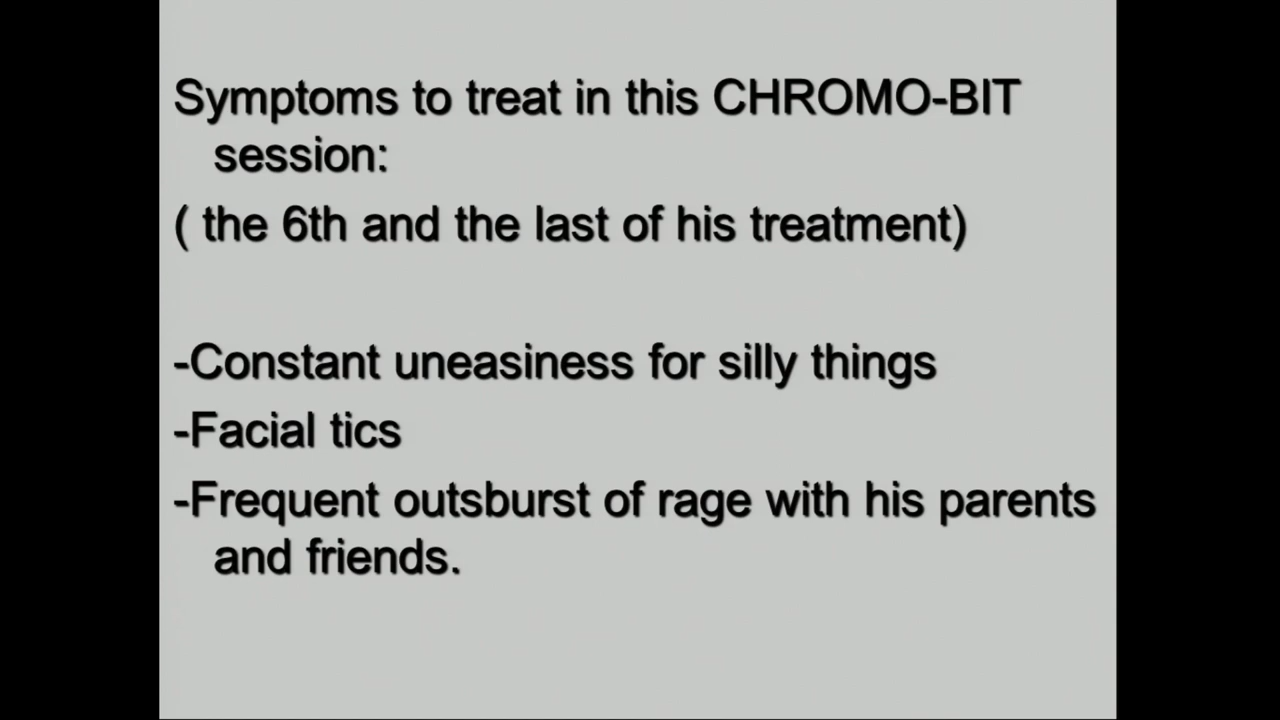 Symptoms to treat in this CHROMO-BIT
session:
( the 6th and the last of his treatment)
-Constant uneasiness for silly things
-Facial tics
-Frequent outsburst of rage with his parents
and friends.